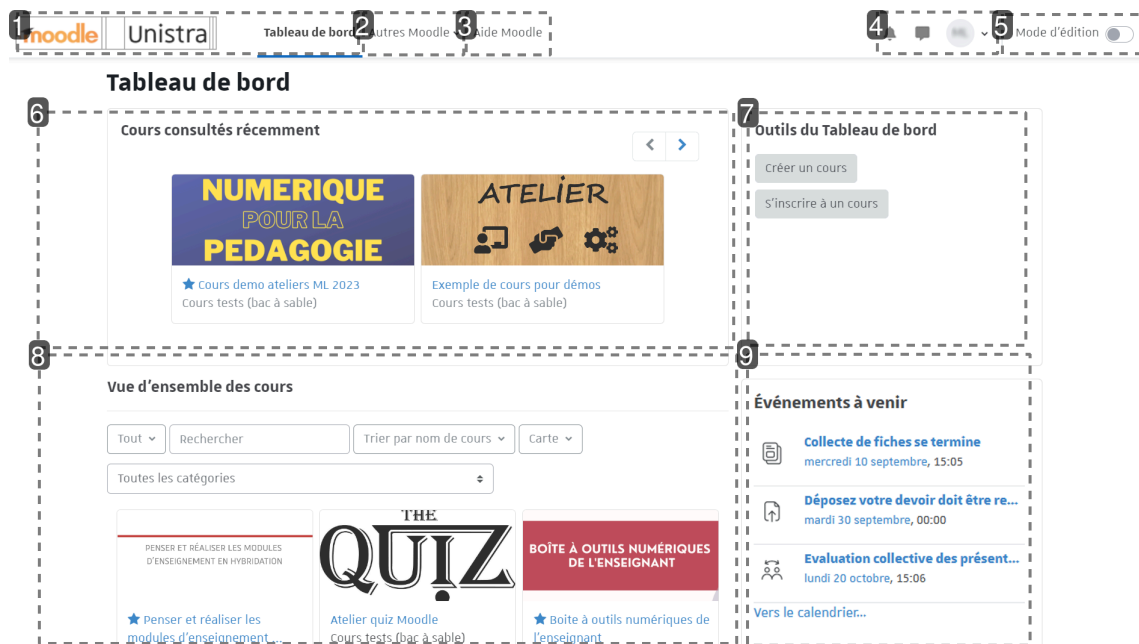 1 moodle Unistra Tableau de bord 2 Autres Moodle 3 Aide Moodle 4 5 Mode d'édition
Tableau de bord
6 7
Cours consultés récemment
Outils du Tableau de bord
Créer un cours
S'inscrire à un cours
NUMERIQUE
POUR LA
PEDAGOGIE
ATELIER
Cours demo ateliers ML 2023
Cours tests (bac à sable)
Exemple de cours pour démos
Cours tests (bac à sable)
8 9
Vue d'ensemble des cours
Tout Rechercher Trier par nom de cours Carte
Toutes les catégories
PENSER ET RÉALISER LES MODULES
D'ENSEIGNEMENT EN HYBRIDATION
THE
QUIZ
BOÎTE À OUTILS NUMÉRIQUES
DE L'ENSEIGNANT
Penser et réaliser les
modules d'enseignement ...
Atelier quiz Moodle
Cours tests (bac à sable)
Boite à outils numériques de
l'enseignant
Événements à venir
Collecte de fiches se termine
mercredi 10 septembre, 15:05
Déposez votre devoir doit être re...
mardi 30 septembre, 00:00
Evaluation collective des présent...
lundi 20 octobre, 15:06
Vers le calendrier...